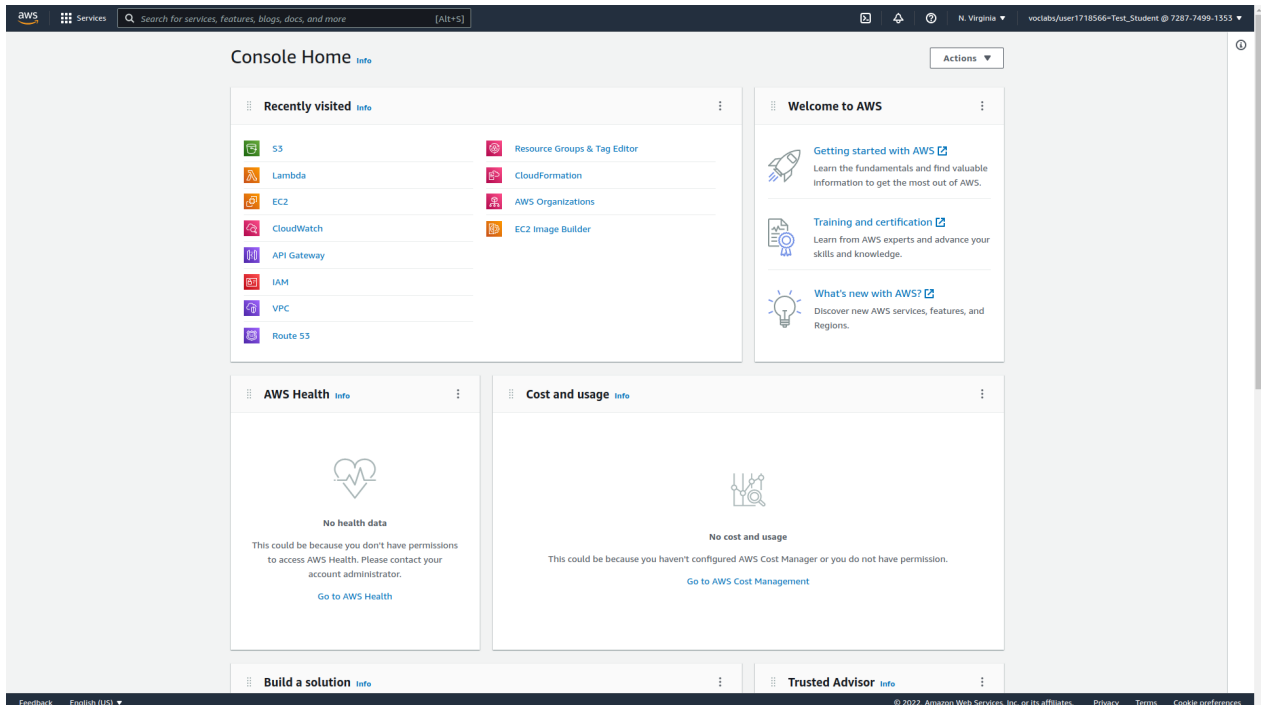 aws
Services
Search for services, features, blogs, docs, and more
[Alt+S]
N. Virginia ▼
voclabs/user1718566=Test_Student @ 7287-7499-1353 ▼
Console Home Info
Actions ▼
Recently visited Info
S3
Lambda
EC2
CloudWatch
API Gateway
IAM
VPC
Route 53
Resource Groups & Tag Editor
CloudFormation
AWS Organizations
EC2 Image Builder
Welcome to AWS
Getting started with AWS
Learn the fundamentals and find valuable
information to get the most out of AWS.
Training and certification
Learn from AWS experts and advance your
skills and knowledge.
What's new with AWS?
Discover new AWS services, features, and
Regions.
AWS Health Info
No health data
This could be because you don't have permissions
to access AWS Health. Please contact your
account administrator.
Go to AWS Health
Cost and usage Info
No cost and usage
This could be because you haven't configured AWS Cost Manager or you do not have permission.
Go to AWS Cost Management
Build a solution Info
Trusted Advisor Info
Feedback
English (US) ▼
© 2022, Amazon Web Services, Inc. or its affiliates.
Privacy
Terms
Cookie preferences